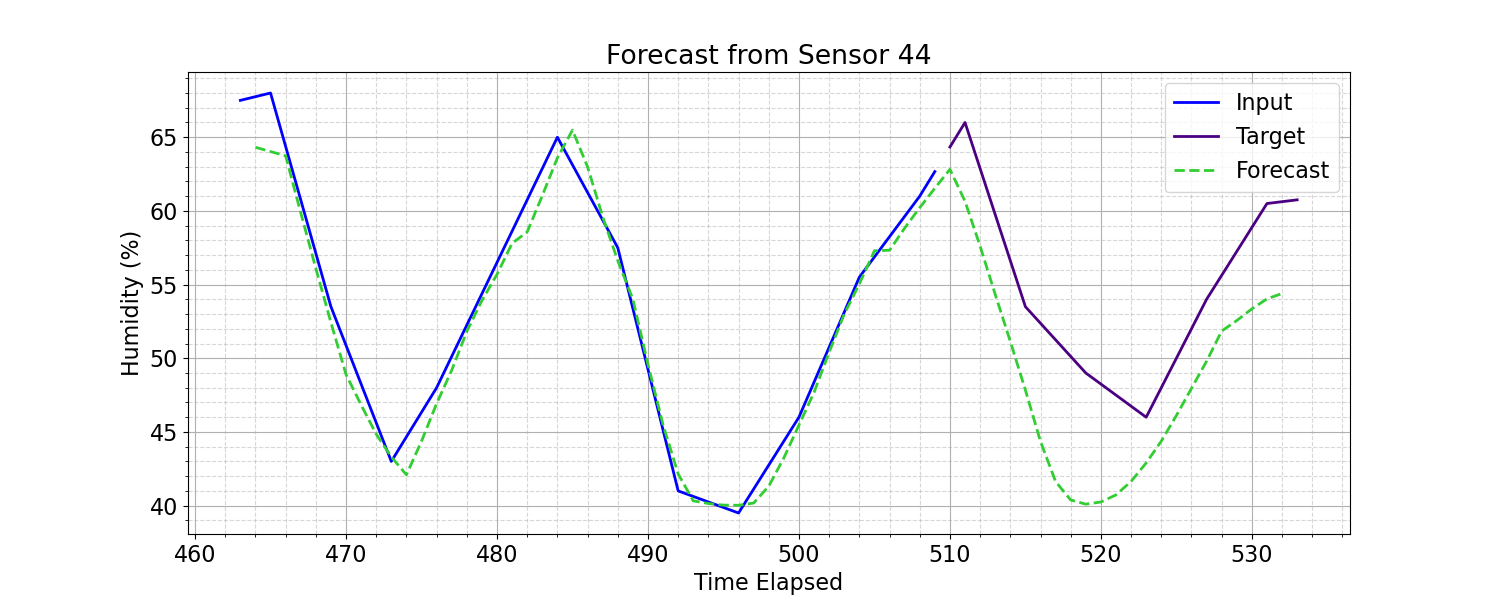 Forecast from Sensor 44
Input
Target
Forecast
Humidity (%)
65
60
55
50
45
40
460 470 480 490 500 510 520 530
Time Elapsed